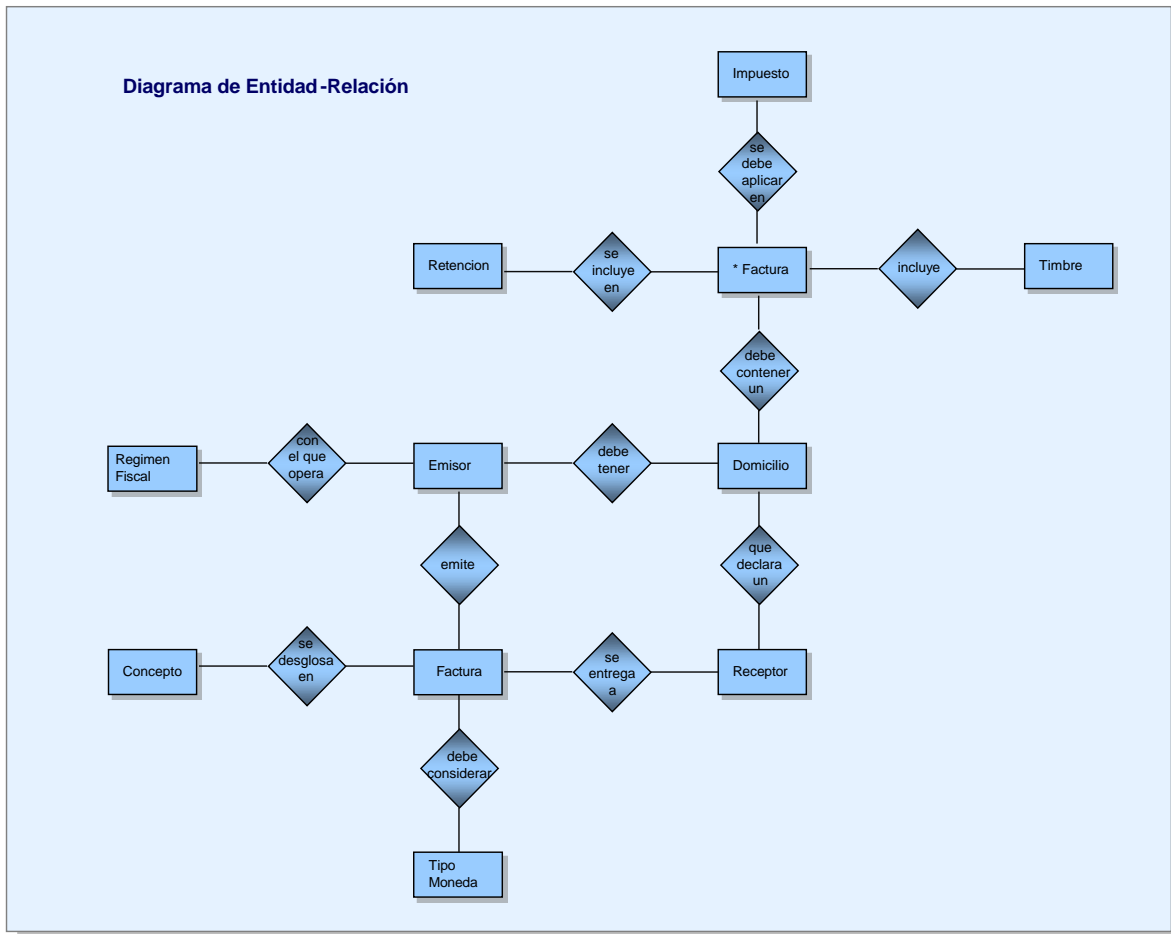 Diagrama de Entidad-Relación
Impuesto
se
debe
aplicar
en
Retencion
se
incluye
en
* Factura
incluye
Timbre
debe
contener
un
Regimen
Fiscal
con
el que
opera
Emisor
debe
tener
Domicilio
emite
que
declara
un
Concepto
se
desglosa
en
Factura
se
entrega
a
Receptor
debe
considerar
Tipo
Moneda